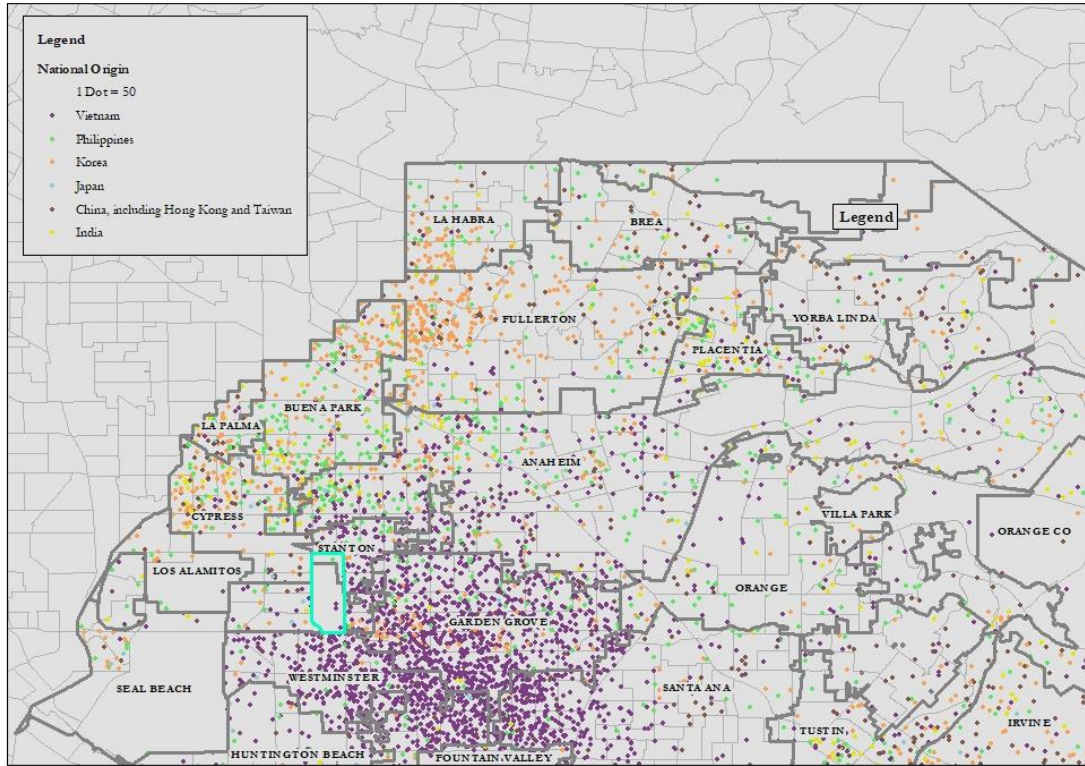 Legend
National Origin
1 Dot = 50
Vietnam
Philippines
Korea
Japan
China, including Hong Kong and Taiwan
India
LA HABRA
BREA
Legend
FULLERTON
YORBA LINDA
PLACENTIA
BUENA PARK
LA PALMA
ANAHEIM
CYPRESS
VILLA PARK
ORANGE CO
STANTON
LOS ALAMITOS
ORANGE
GARDEN GROVE
WESTMINSTER
SEAL BEACH
SANTA ANA
IRVINE
TUSTIN
HUNTINGTON BEACH
FOUNTAIN VALLEY